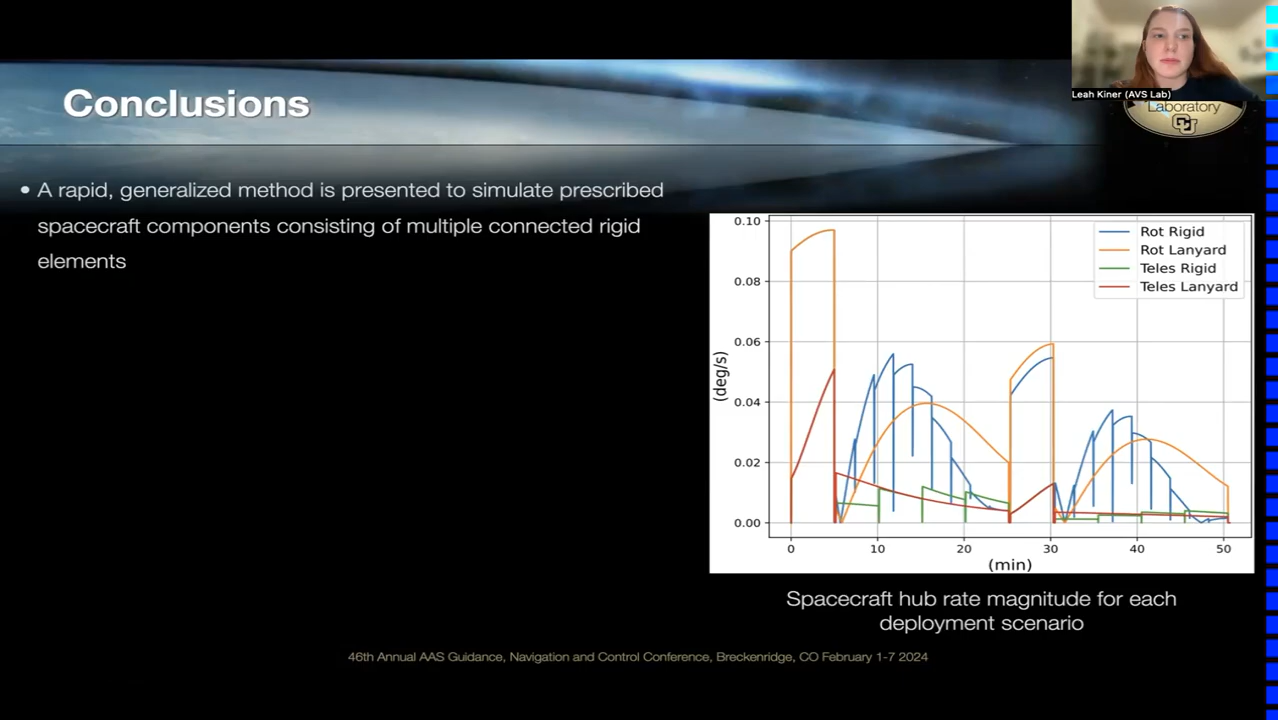 Leah Kiner (AVS Lab)
Laboratory
Conclusions
• A rapid, generalized method is presented to simulate prescribed
spacecraft components consisting of multiple connected rigid
elements
Rot Rigid
Rot Lanyard
Teles Rigid
Teles Lanyard
0.10
0.08
0.06
0.04
0.02
0.00
(deg/s)
0 10 20 30 40 50
(min)
Spacecraft hub rate magnitude for each
deployment scenario
46th Annual AAS Guidance, Navigation and Control Conference, Breckenridge, CO February 1-7 2024